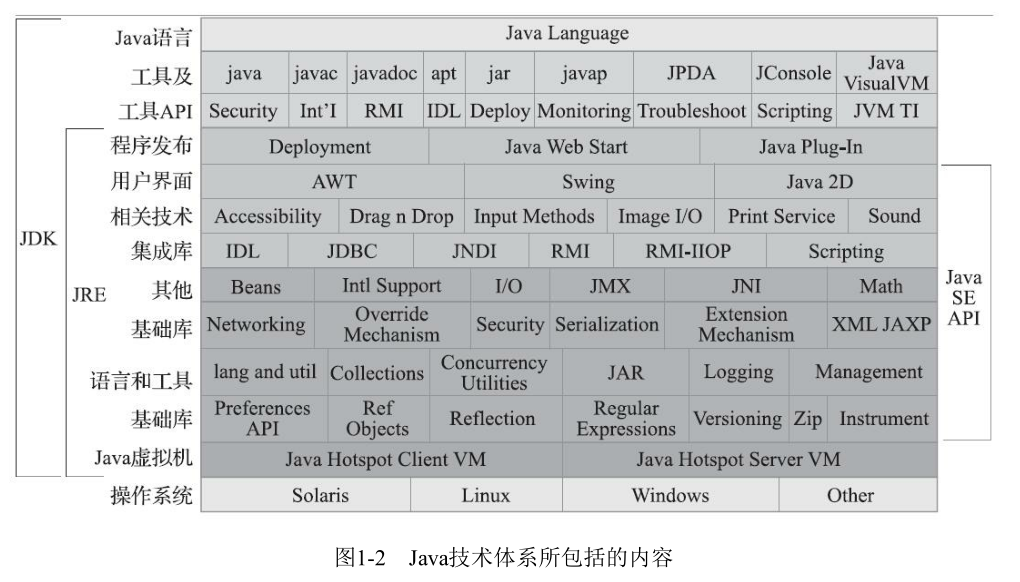 Java语言 Java Language
工具及 java javac javadoc apt jar javap JPDA JConsole Java VisualVM
工具API Security Int'I RMI IDL Deploy Monitoring Troubleshoot Scripting JVM TI
程序发布 Deployment Java Web Start Java Plug-In
用户界面 AWT Swing Java 2D
相关技术 Accessibility Drag n Drop Input Methods Image I/O Print Service Sound
JDK
集成库 IDL JDBC JNDI RMI RMI-IIOP Scripting
JRE
其他 Beans Intl Support I/O JMX JNI Math
Java SE API
基础库 Networking Override Mechanism Security Serialization Extension Mechanism XML JAXP
语言和工具 lang and util Collections Concurrency Utilities JAR Logging Management
基础库 Preferences API Ref Objects Reflection Regular Expressions Versioning Zip Instrument
Java虚拟机 Java Hotspot Client VM Java Hotspot Server VM
操作系统 Solaris Linux Windows Other
图1-2 Java技术体系所包括的内容